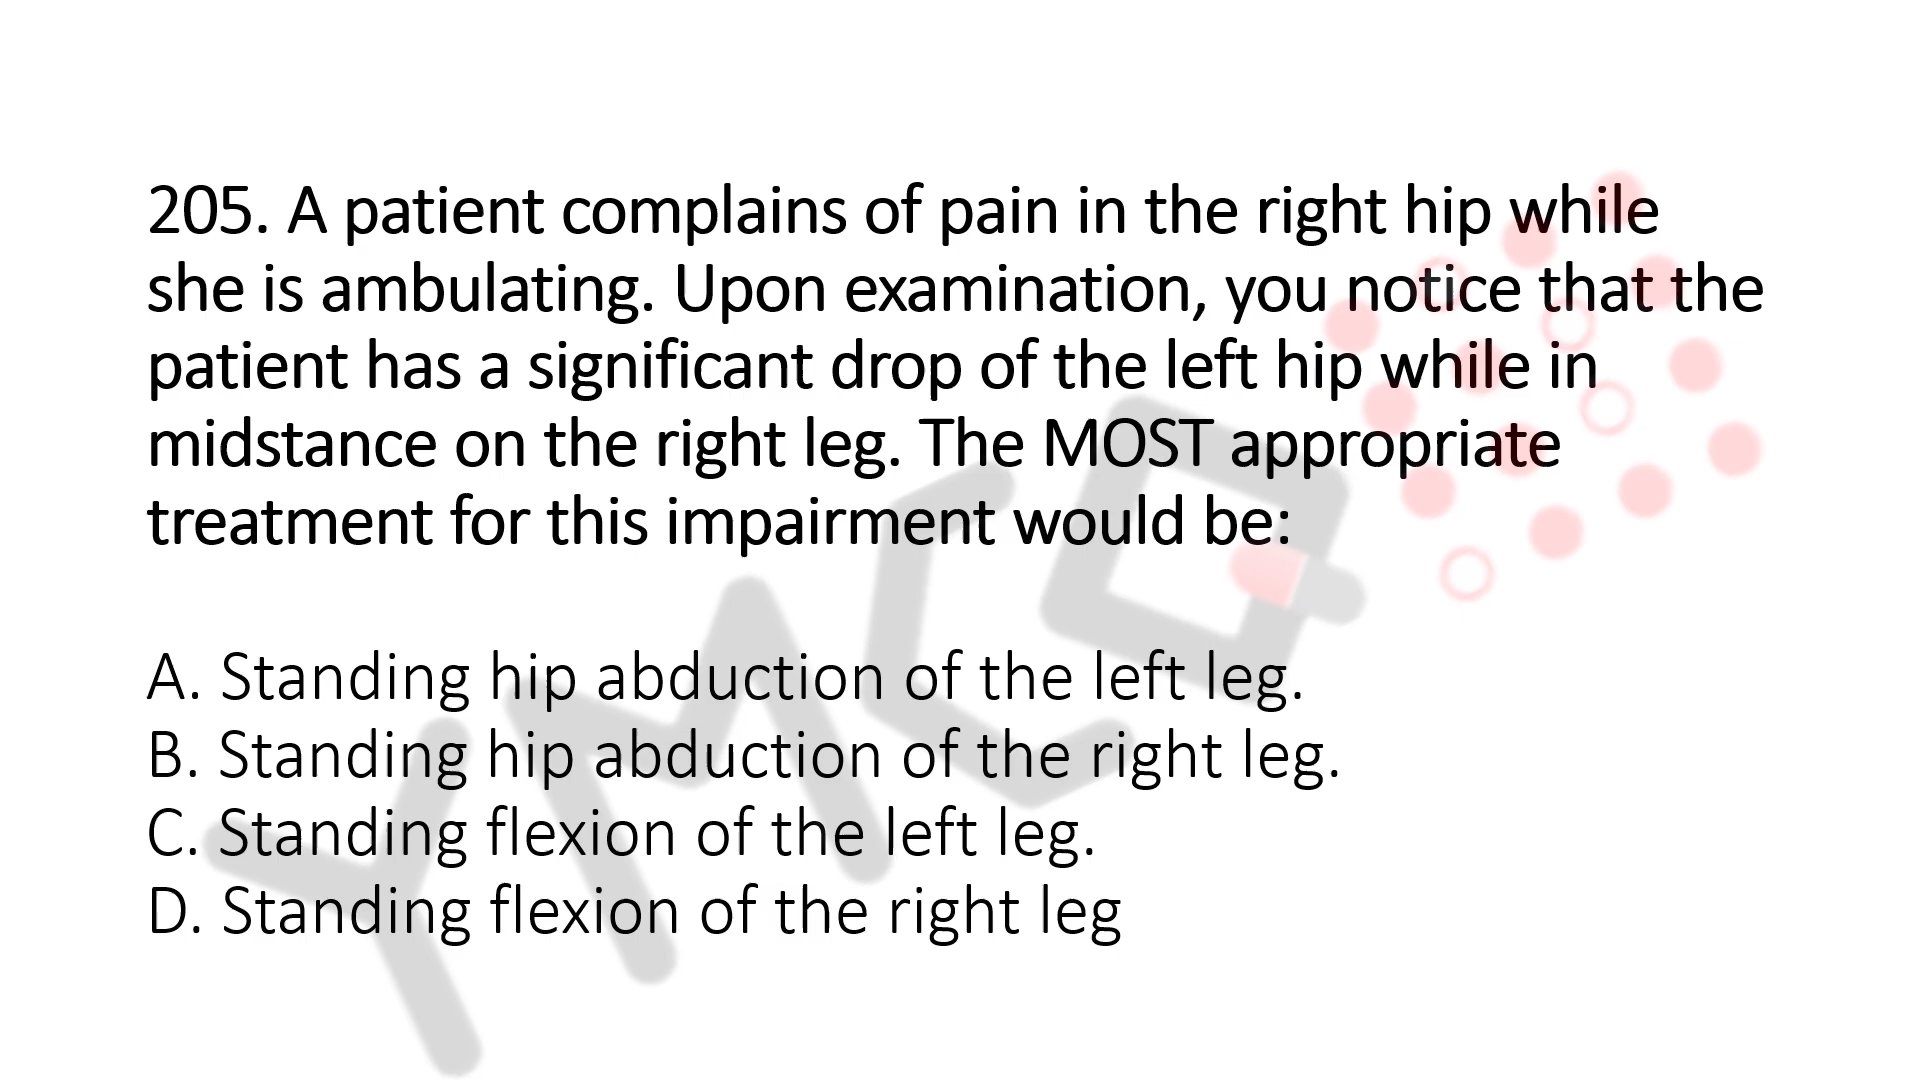 205. A patient complains of pain in the right hip while
she is ambulating. Upon examination, you notice that the
patient has a significant drop of the left hip while in
midstance on the right leg. The MOST appropriate
treatment for this impairment would be:
A. Standing hip abduction of the left leg.
B. Standing hip abduction of the right leg.
C. Standing flexion of the left leg.
D. Standing flexion of the right leg
YMCQ